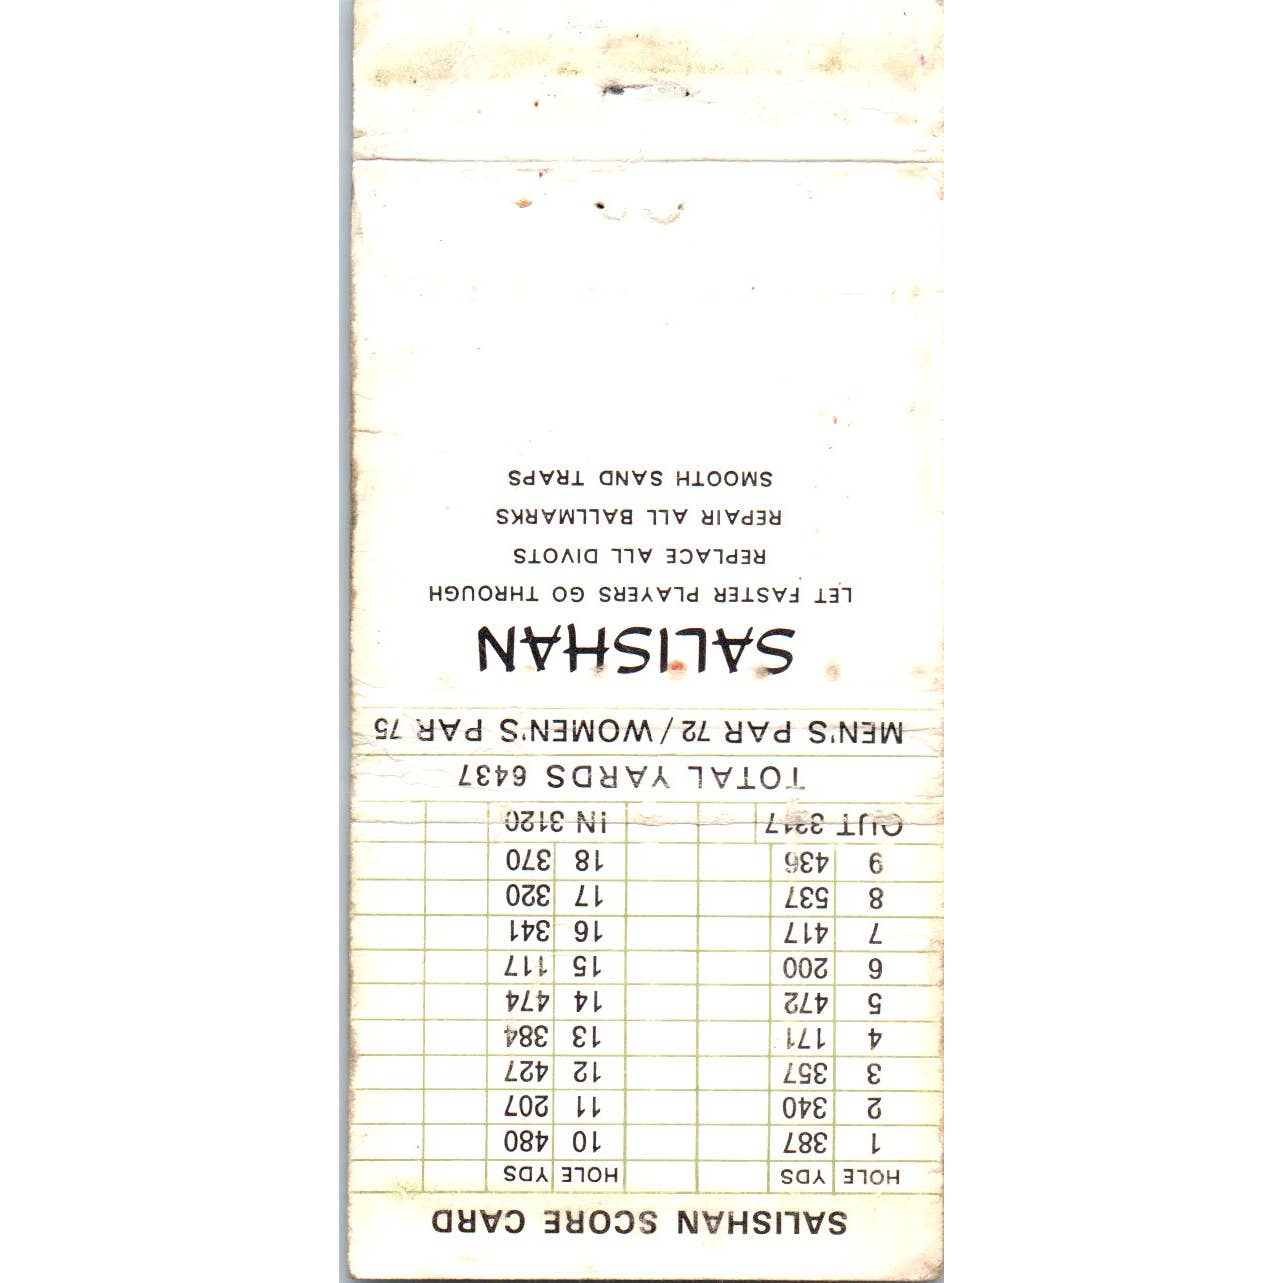 SALISHAN SCORE CARD
HOLE YDS HOLE YDS
1 387 10 480
2 340 11 207
3 357 12 427
4 171 13 384
5 472 14 474
6 200 15 117
7 417 16 341
8 537 17 320
9 436 18 370
OUT 3317 IN 3120
TOTAL YARDS 6437
MEN'S PAR 72/WOMEN'S PAR 75
SALISHAN
LET FASTER PLAYERS GO THROUGH
REPLACE ALL DIVOTS
REPAIR ALL BALLMARKS
SMOOTH SAND TRAPS